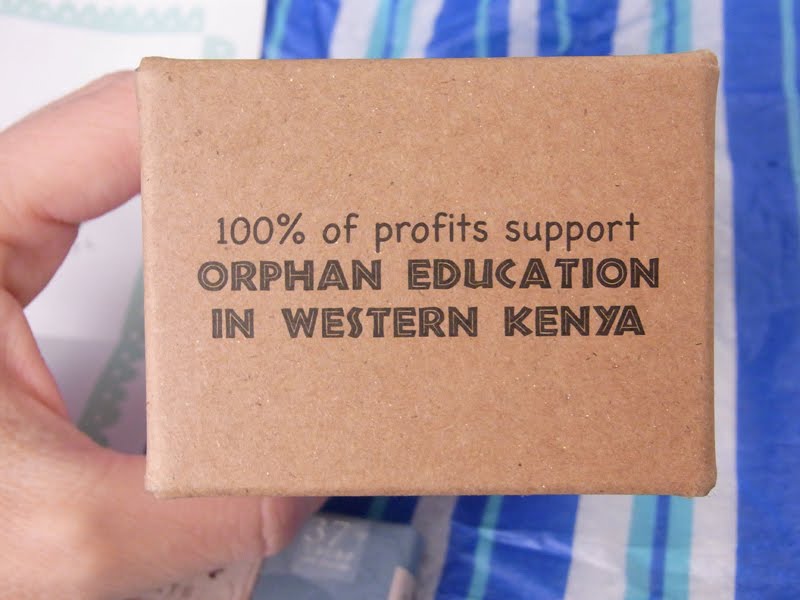 100% of profits support
ORPHAN EDUCATION
IN WESTERN KENYA